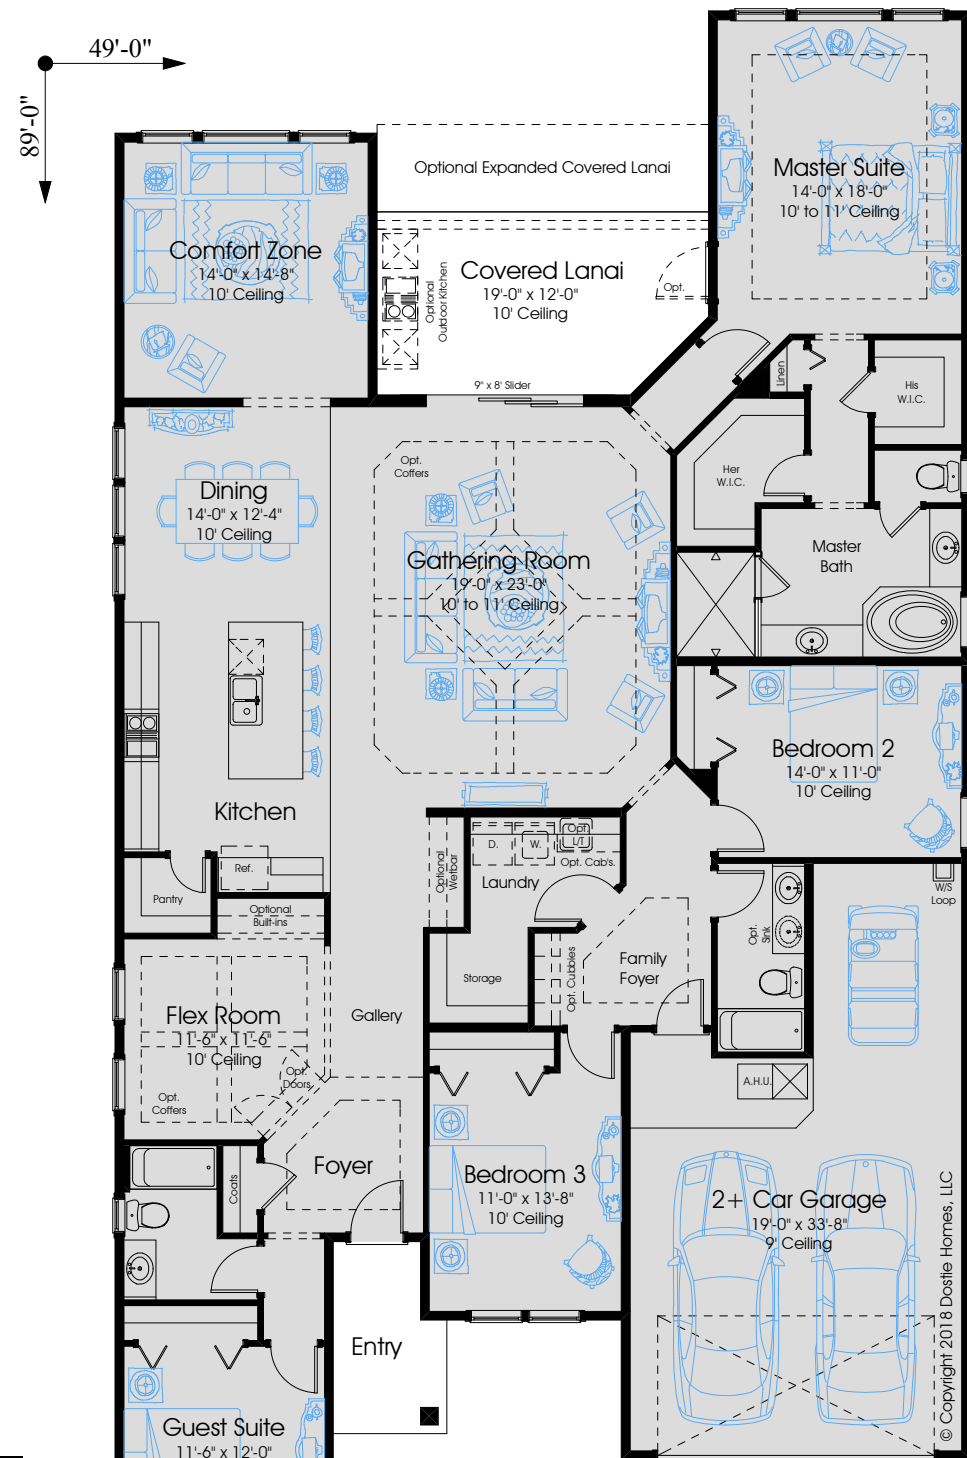 49'-0"
89'-0"
Optional Expanded Covered Lanai
Master Suite
14'-0" x 18'-0"
10' to 11' Ceiling
Comfort Zone
14'-0" x 14'-8"
10' Ceiling
Covered Lanai
19'-0" x 12'-0"
10' Ceiling
Opt.
Optional
Outdoor Kitchen
9" x 8' Slider
Linen
His
W.I.C.
Her
W.I.C.
Opt.
Coffers
Dining
14'-0" x 12'-4"
10' Ceiling
Gathering Room
19'-0" x 23'-0"
10' to 11' Ceiling
Master
Bath
Bedroom 2
14'-0" x 11'-0"
10' Ceiling
Kitchen
Ref.
Pantry
Optional
Built-ins
Optional
Wetbar
D.
W.
Opt.
L/T
Opt. Cab's.
Laundry
Storage
Opt. Cubbies
Family
Foyer
Opt.
Sink
W/S
Loop
Flex Room
11'-6" x 11'-6"
10' Ceiling
Opt.
Doors
Opt.
Coffers
Gallery
A.H.U.
Foyer
Coats
Bedroom 3
11'-0" x 13'-8"
10' Ceiling
2+ Car Garage
19'-0" x 33'-8"
9' Ceiling
Entry
Guest Suite
11'-6" x 12'-0"
© Copyright 2018 Dostie Homes, LLC